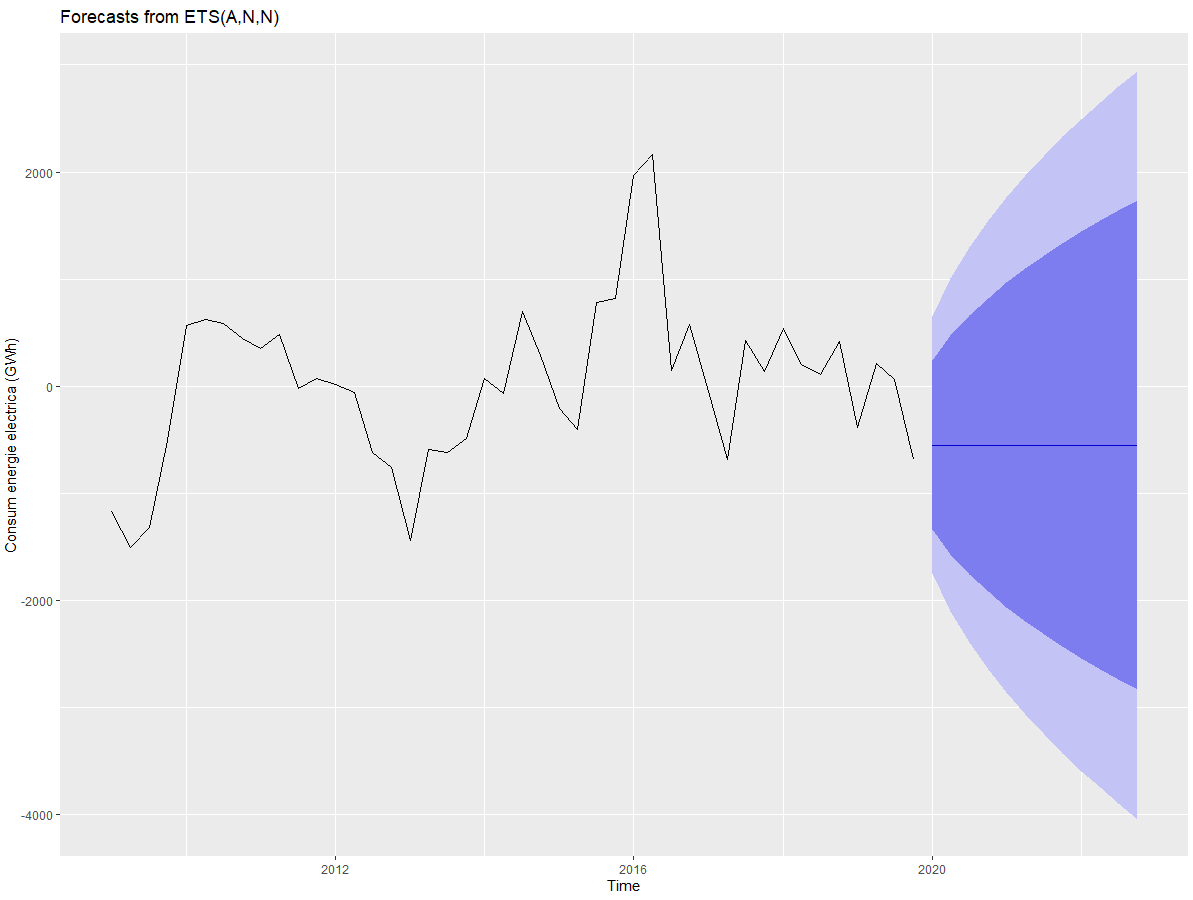 Forecasts from ETS(A,N,N)
Consum energie electrica (GWh)
2000
0
-2000
-4000
2012
2016
2020
Time